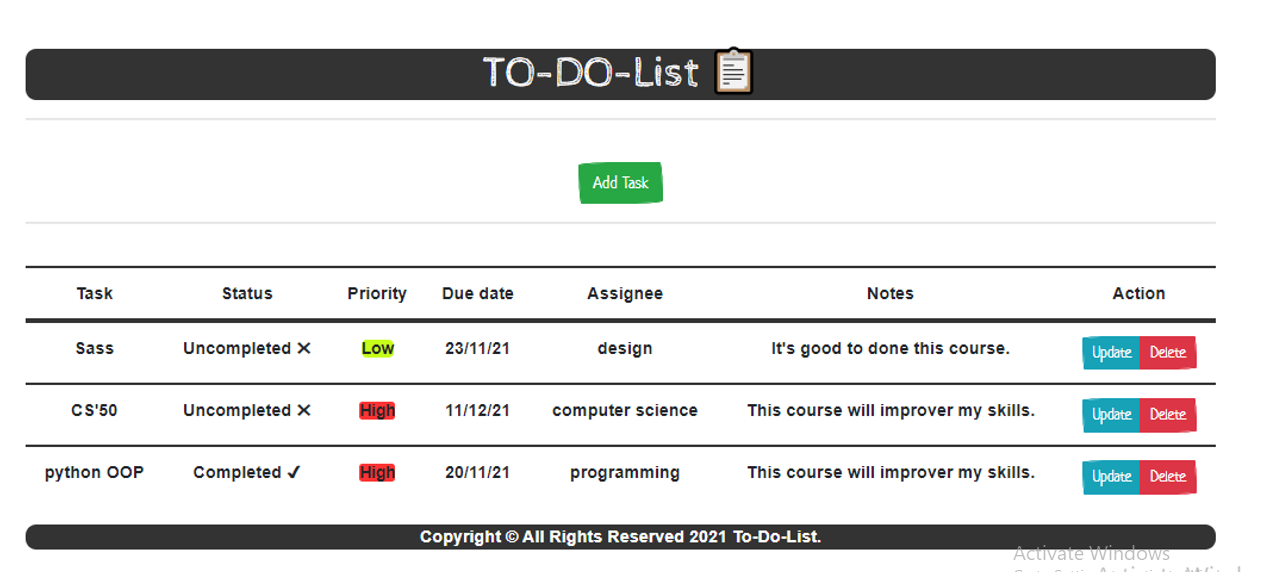 TO-DO-List
Add Task
Task Status Priority Due date Assignee Notes Action
Sass Uncompleted ✕ Low 23/11/21 design It's good to done this course. Update Delete
CS'50 Uncompleted ✕ High 11/12/21 computer science This course will improver my skills. Update Delete
python OOP Completed ✓ High 20/11/21 programming This course will improver my skills. Update Delete
Copyright © All Rights Reserved 2021 To-Do-List.
Activate Windows